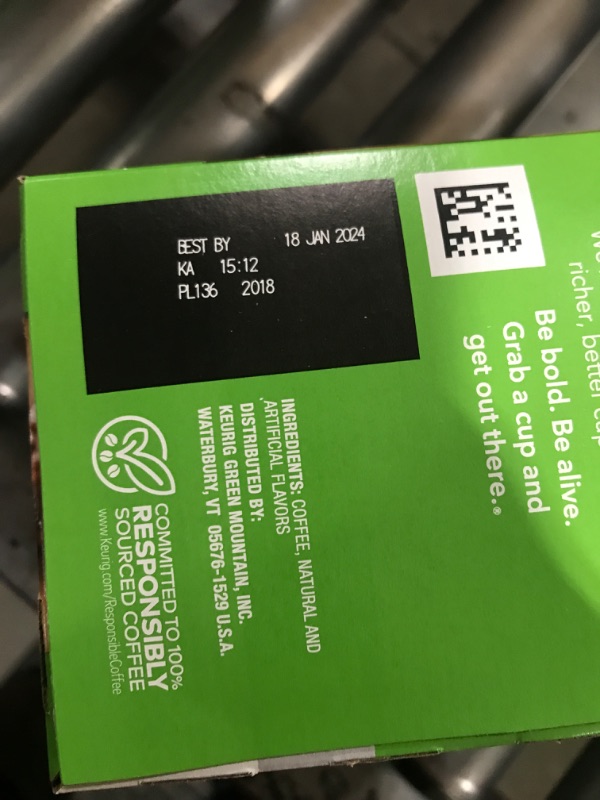 BEST BY 18 JAN 2024
KA 15:12
PL136 2018
richer, better cup
Be bold. Be alive.
Grab a cup and
get out there.®
INGREDIENTS: COFFEE, NATURAL AND
ARTIFICIAL FLAVORS
DISTRIBUTED BY:
KEURIG GREEN MOUNTAIN, INC.
WATERBURY, VT 05676-1529 U.S.A.
COMMITTED TO 100%
RESPONSIBLY
SOURCED COFFEE
www.Keurig.com/ResponsibleCoffee